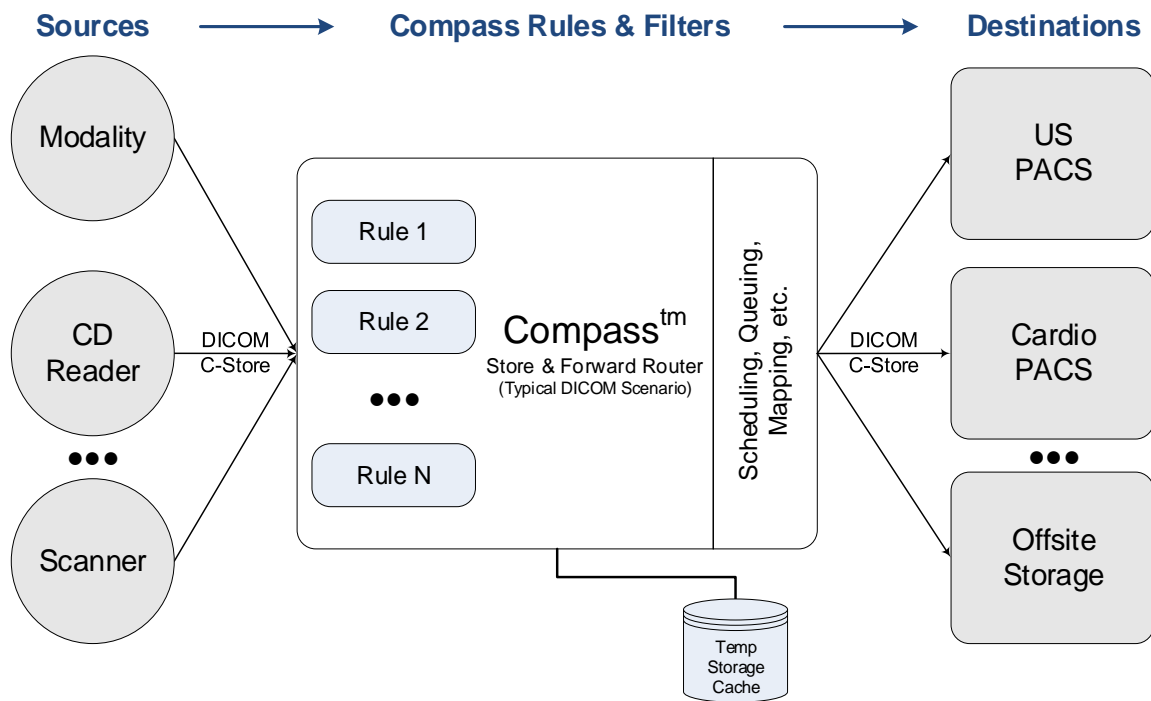 Sources
Compass Rules & Filters
Destinations
Modality
CD
Reader
Scanner
DICOM
C-Store
Rule 1
Rule 2
Rule N
Compass™
Store & Forward Router
(Typical DICOM Scenario)
Scheduling, Queuing,
Mapping, etc.
Temp
Storage
Cache
DICOM
C-Store
US
PACS
Cardio
PACS
Offsite
Storage